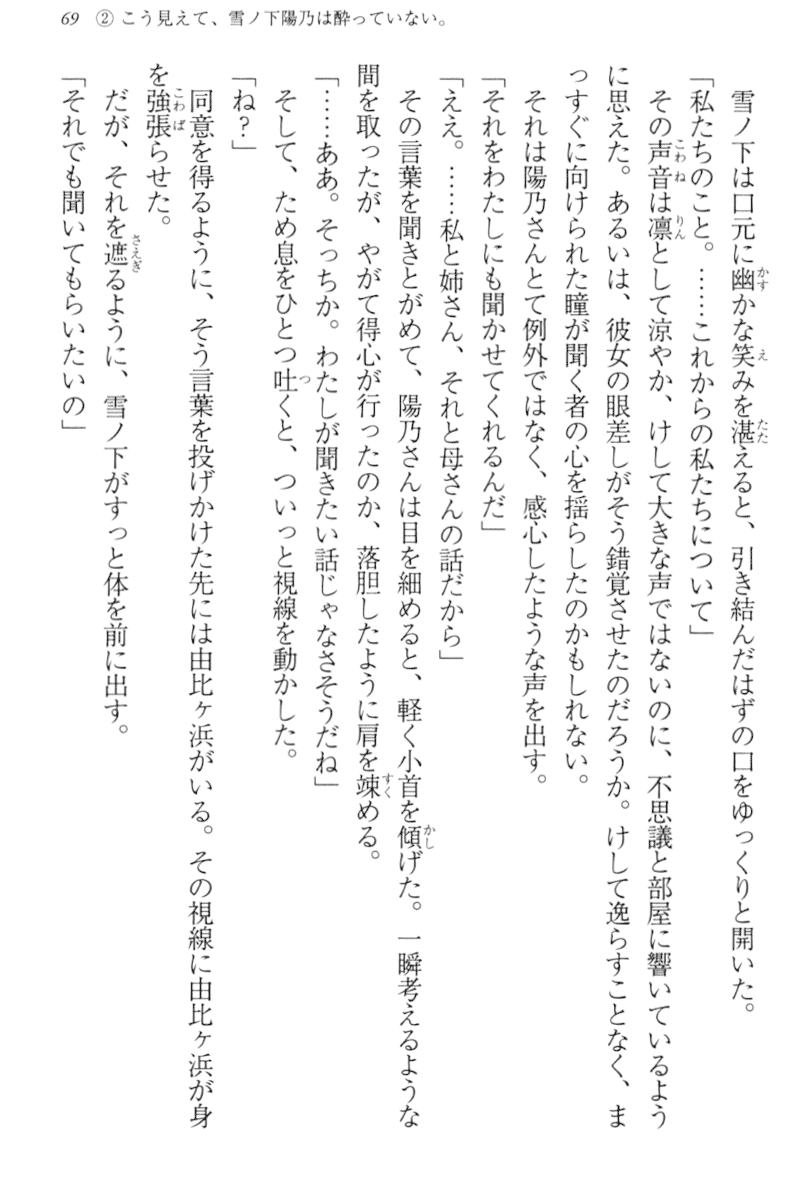 69 ② こう見えて、雪ノ下陽乃は酔っていない。
雪ノ下は口元に幽かな笑みを湛えると、引き結んだはずの口をゆっくりと開いた。
「私たちのこと。……これからの私たちについて」
その声音は凛として涼やか、けして大きな声ではないのに、不思議と部屋に響いているよう
に思えた。あるいは、彼女の眼差しがそう錯覚させたのだろうか。けして逸らすことなく、ま
っすぐに向けられた瞳が聞く者の心を揺らしたのかもしれない。
それは陽乃さんとて例外ではなく、感心したような声を出す。
「それをわたしにも聞かせてくれるんだ」
「ええ。……私と姉さん、それと母さんの話だから」
その言葉を聞きとがめて、陽乃さんは目を細めると、軽く小首を傾げた。一瞬考えるような
間を取ったが、やがて得心が行ったのか、落胆したように肩を竦める。
「……ああ。そっちか。わたしが聞きたい話じゃなさそうだね」
そして、ため息をひとつ吐くと、ついっと視線を動かした。
「ね？」
同意を得るように、そう言葉を投げかけた先には由比ヶ浜がいる。その視線に由比ヶ浜が身
を強張らせた。
だが、それを遮るように、雪ノ下がすっと体を前に出す。
「それでも聞いてもらいたいの」